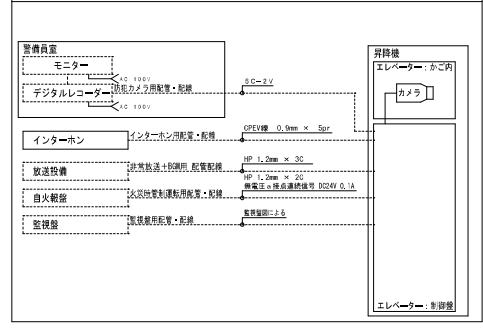 警備員室
モニター
AC 100V
デジタルレコーダー
防犯カメラ用配管・配線
5C-2V
AC 100V
昇降機
エレベーター：かご内
カメラ
インターホン
インターホン用配管・配線
CPEV線 0.9mm × 5pr
放送設備
非常放送+BGM用 配管配線
HP 1.2mm × 3C
自火報盤
火災時管制運転用配管・配線
HP 1.2mm × 2C
無電圧a接点連続信号 DC24V 0.1A
監視盤
監視盤用配管・配線
監視盤図による
エレベーター：制御盤